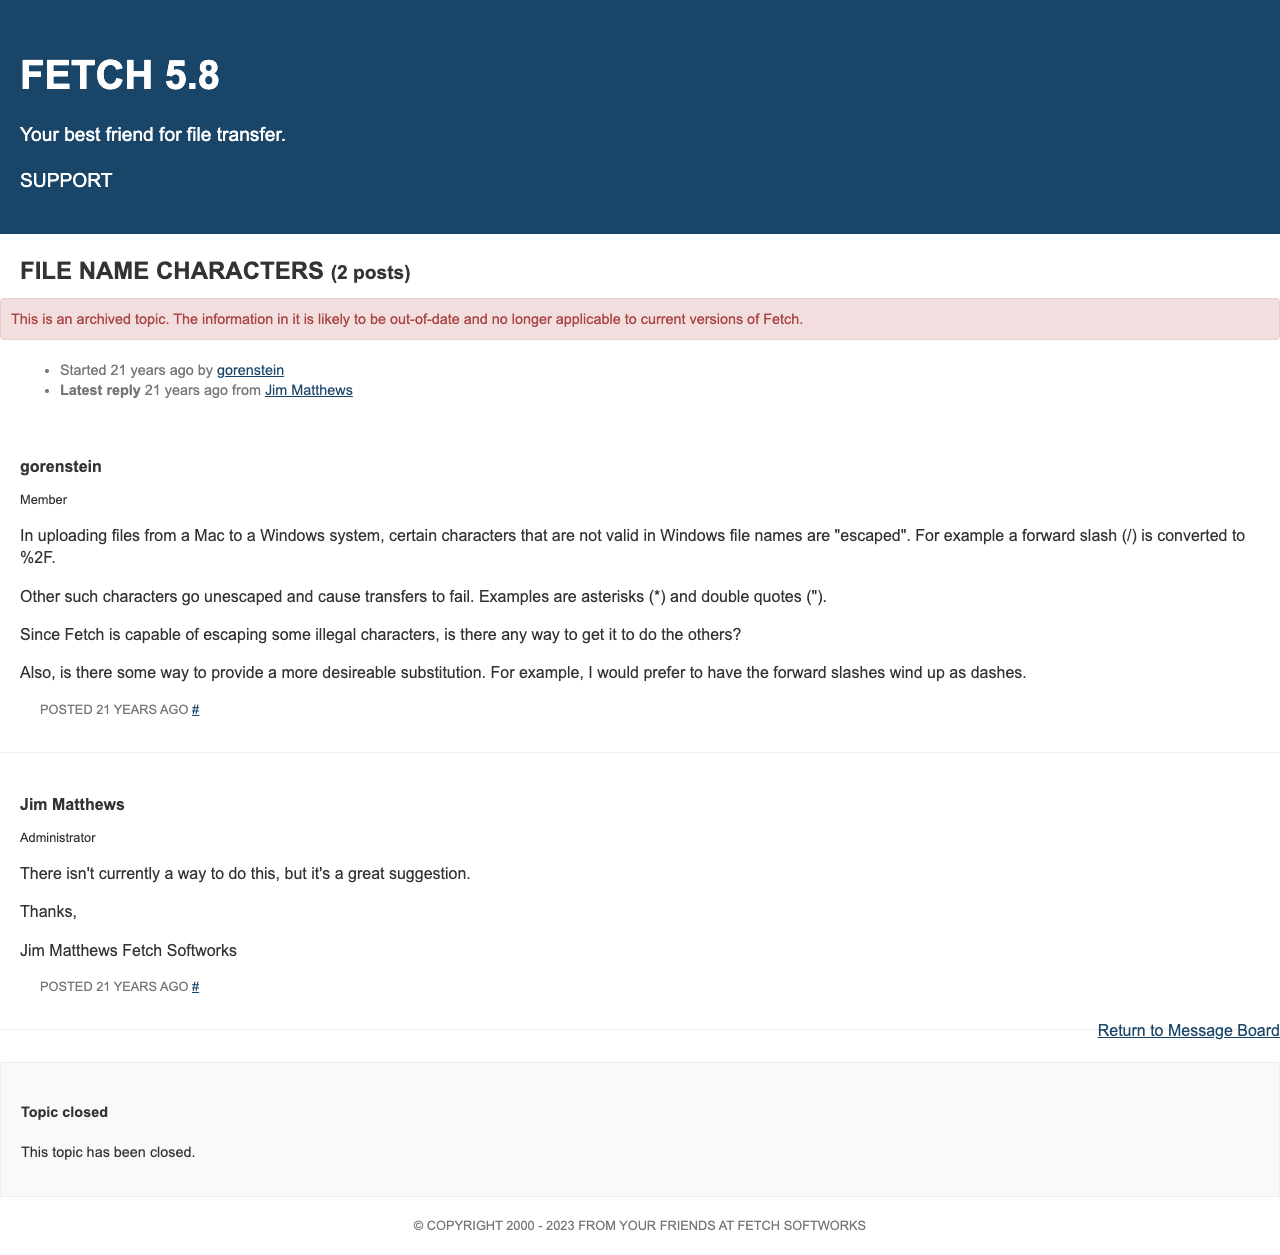 FETCH 5.8
Your best friend for file transfer.
SUPPORT
FILE NAME CHARACTERS (2 posts)
This is an archived topic. The information in it is likely to be out-of-date and no longer applicable to current versions of Fetch.
• Started 21 years ago by gorenstein
• Latest reply 21 years ago from Jim Matthews
gorenstein
Member
In uploading files from a Mac to a Windows system, certain characters that are not valid in Windows file names are "escaped". For example a forward slash (/) is converted to
%2F.
Other such characters go unescaped and cause transfers to fail. Examples are asterisks (*) and double quotes (").
Since Fetch is capable of escaping some illegal characters, is there any way to get it to do the others?
Also, is there some way to provide a more desireable substitution. For example, I would prefer to have the forward slashes wind up as dashes.
POSTED 21 YEARS AGO #
Jim Matthews
Administrator
There isn't currently a way to do this, but it's a great suggestion.
Thanks,
Jim Matthews Fetch Softworks
POSTED 21 YEARS AGO #
Return to Message Board
Topic closed
This topic has been closed.
© COPYRIGHT 2000 - 2023 FROM YOUR FRIENDS AT FETCH SOFTWORKS